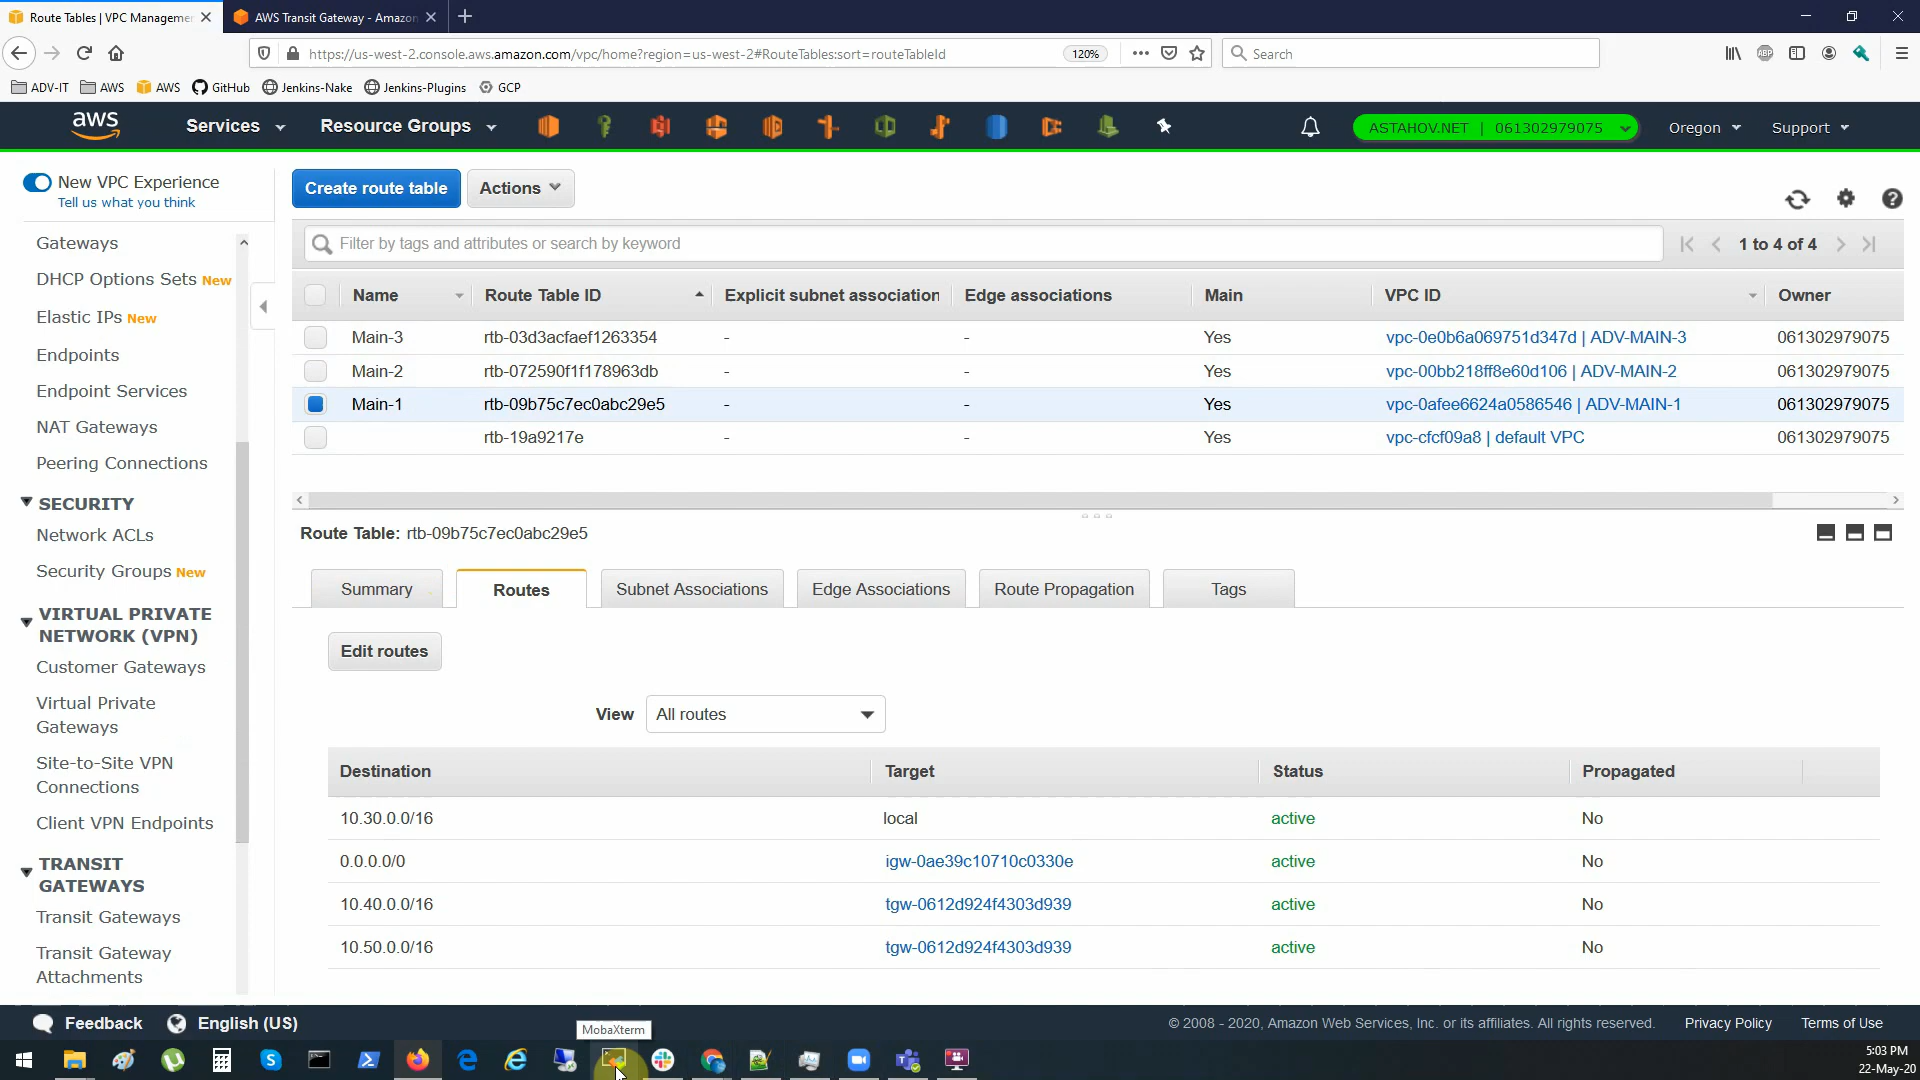 Route Tables | VPC Manageme
AWS Transit Gateway - Amazon
https://us-west-2.console.aws.amazon.com/vpc/home?region=us-west-2#RouteTables:sort=routeTableId
120%
Search
ABP
ADV-IT
AWS
AWS
GitHub
Jenkins-Nake
Jenkins-Plugins
GCP
aws
Services
Resource Groups
ASTAHOV.NET | 061302979075
Oregon
Support
New VPC Experience
Tell us what you think
Gateways
DHCP Options Sets New
Elastic IPs New
Endpoints
Endpoint Services
NAT Gateways
Peering Connections
SECURITY
Network ACLs
Security Groups New
VIRTUAL PRIVATE
NETWORK (VPN)
Customer Gateways
Virtual Private
Gateways
Site-to-Site VPN
Connections
Client VPN Endpoints
TRANSIT
GATEWAYS
Transit Gateways
Transit Gateway
Attachments
Create route table
Actions
Filter by tags and attributes or search by keyword
1 to 4 of 4
Name Route Table ID Explicit subnet association Edge associations Main VPC ID Owner
Main-3 rtb-03d3acfaef1263354 - - Yes vpc-0e0b6a069751d347d | ADV-MAIN-3 061302979075
Main-2 rtb-072590f1f178963db - - Yes vpc-00bb218ff8e60d106 | ADV-MAIN-2 061302979075
Main-1 rtb-09b75c7ec0abc29e5 - - Yes vpc-0afee6624a0586546 | ADV-MAIN-1 061302979075
rtb-19a9217e - - Yes vpc-cfcf09a8 | default VPC 061302979075
Route Table: rtb-09b75c7ec0abc29e5
Summary
Routes
Subnet Associations
Edge Associations
Route Propagation
Tags
Edit routes
View All routes
Destination Target Status Propagated
10.30.0.0/16 local active No
0.0.0.0/0 igw-0ae39c10710c0330e active No
10.40.0.0/16 tgw-0612d924f4303d939 active No
10.50.0.0/16 tgw-0612d924f4303d939 active No
Feedback
English (US)
© 2008 - 2020, Amazon Web Services, Inc. or its affiliates. All rights reserved.
Privacy Policy
Terms of Use
MobaXterm
5:03 PM
22-May-20